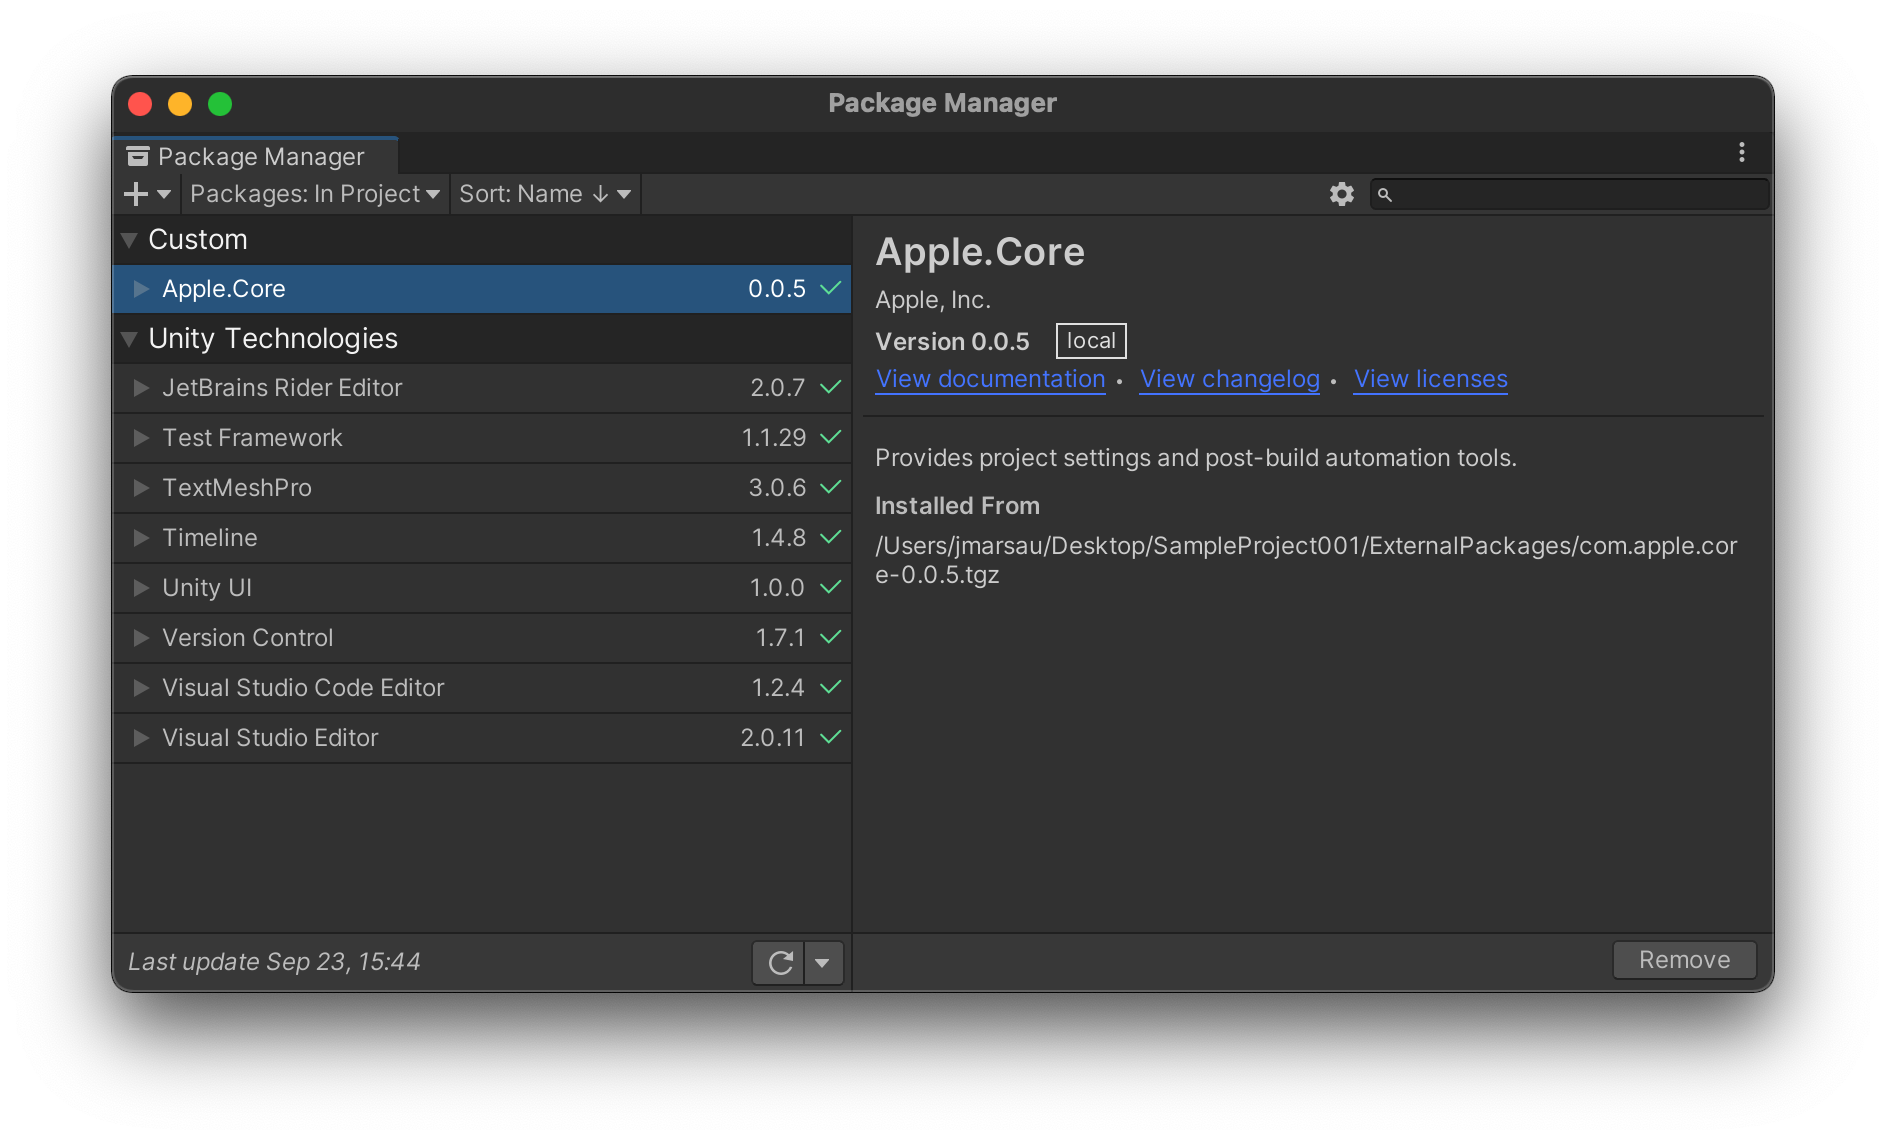 Package Manager
Package Manager
Packages: In Project
Sort: Name ↓
Custom
Apple.Core 0.0.5
Unity Technologies
JetBrains Rider Editor 2.0.7
Test Framework 1.1.29
TextMeshPro 3.0.6
Timeline 1.4.8
Unity UI 1.0.0
Version Control 1.7.1
Visual Studio Code Editor 1.2.4
Visual Studio Editor 2.0.11
Last update Sep 23, 15:44
Apple.Core
Apple, Inc.
Version 0.0.5 local
View documentation • View changelog • View licenses
Provides project settings and post-build automation tools.
Installed From
/Users/jmarsau/Desktop/SampleProject001/ExternalPackages/com.apple.cor
e-0.0.5.tgz
Remove